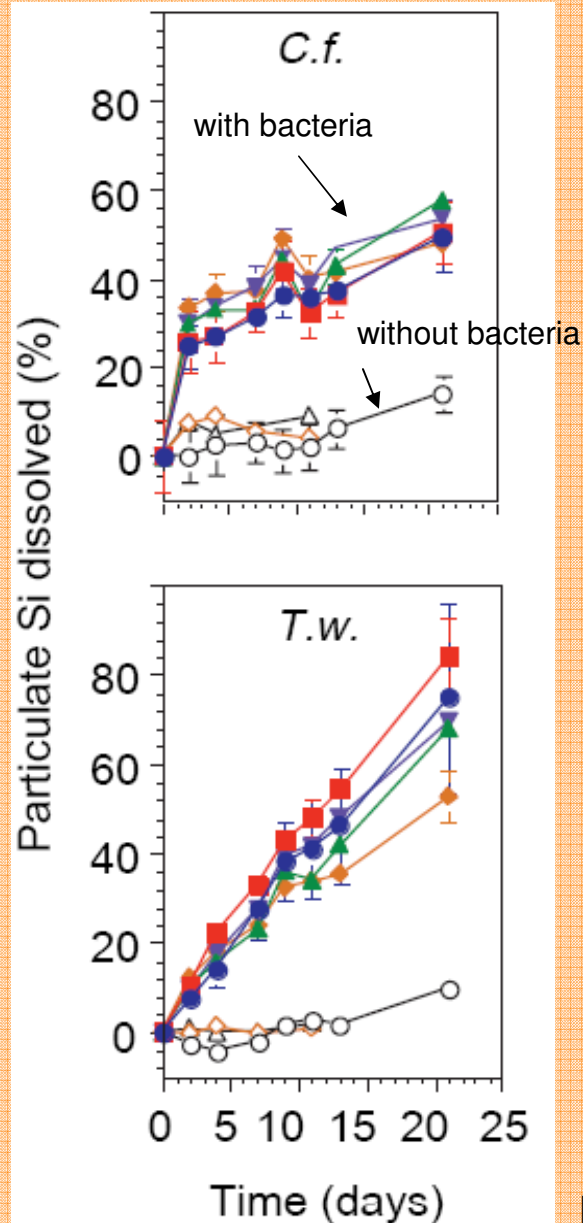 C.f.
with bacteria
without bacteria
80
60
40
20
0
Particulate Si dissolved (%)
T.w.
80
60
40
20
0
0 5 10 15 20 25
Time (days)